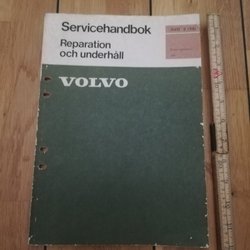 Servicehandbok
Reparation
och underhåll
VOLVO